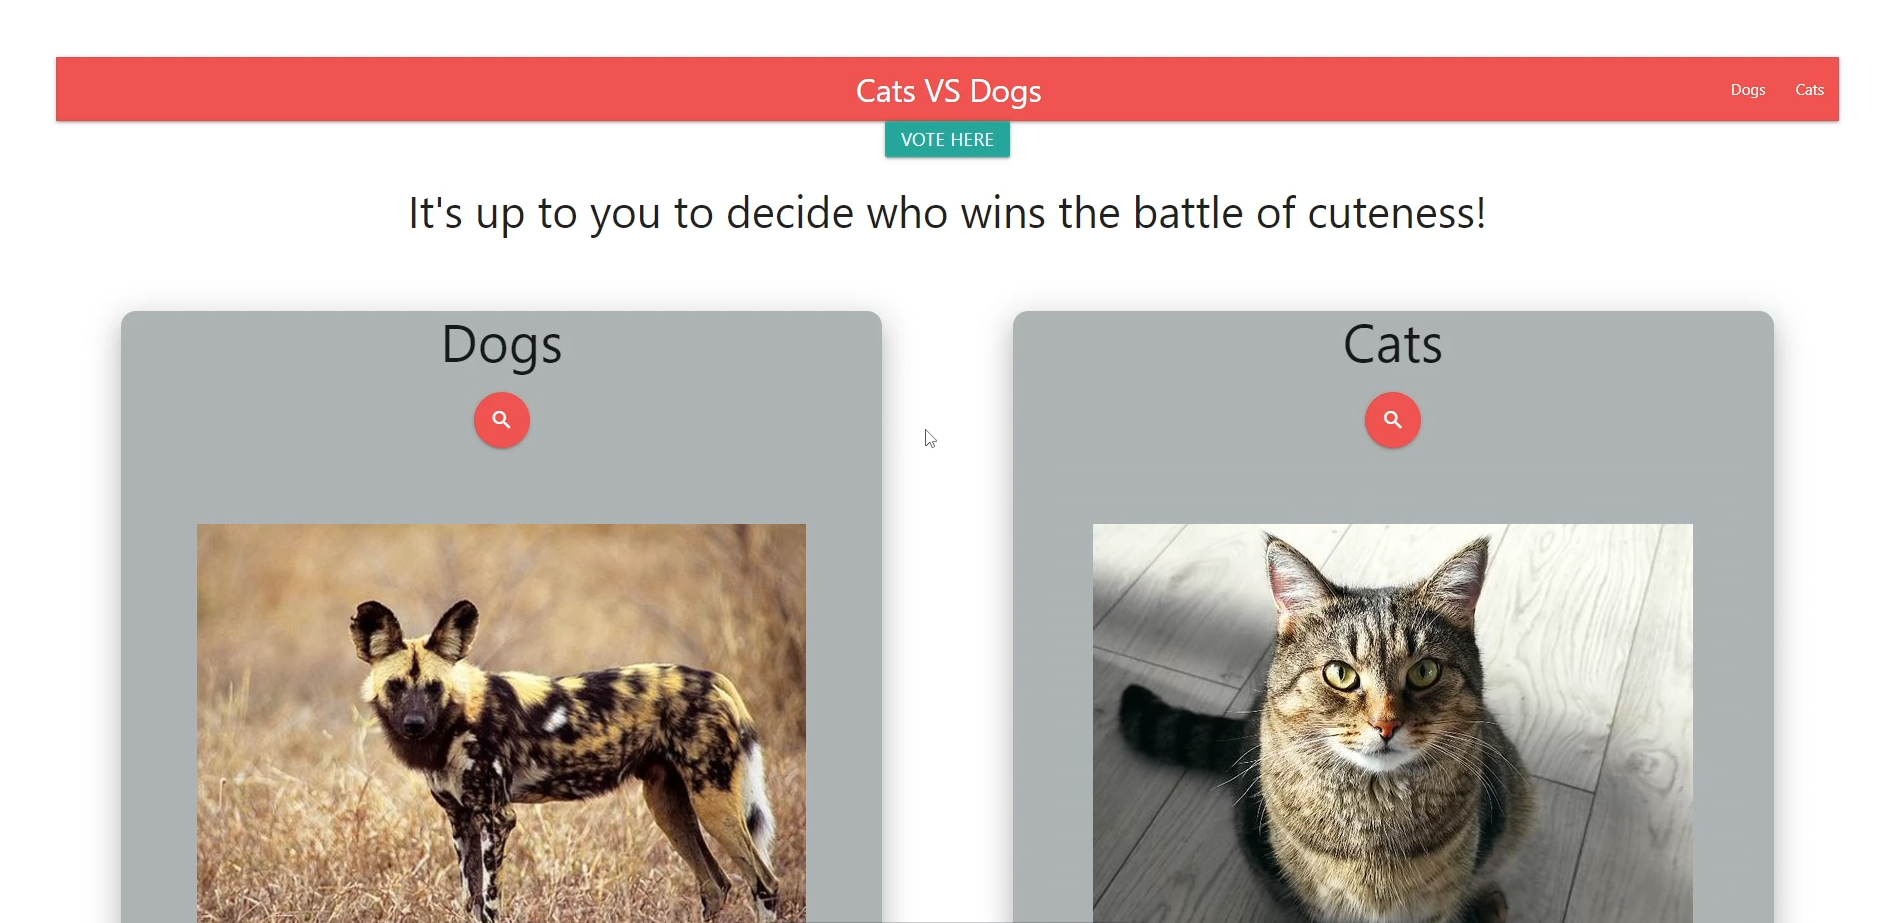 Cats VS Dogs
Dogs
Cats
VOTE HERE
It's up to you to decide who wins the battle of cuteness!
Dogs
Cats